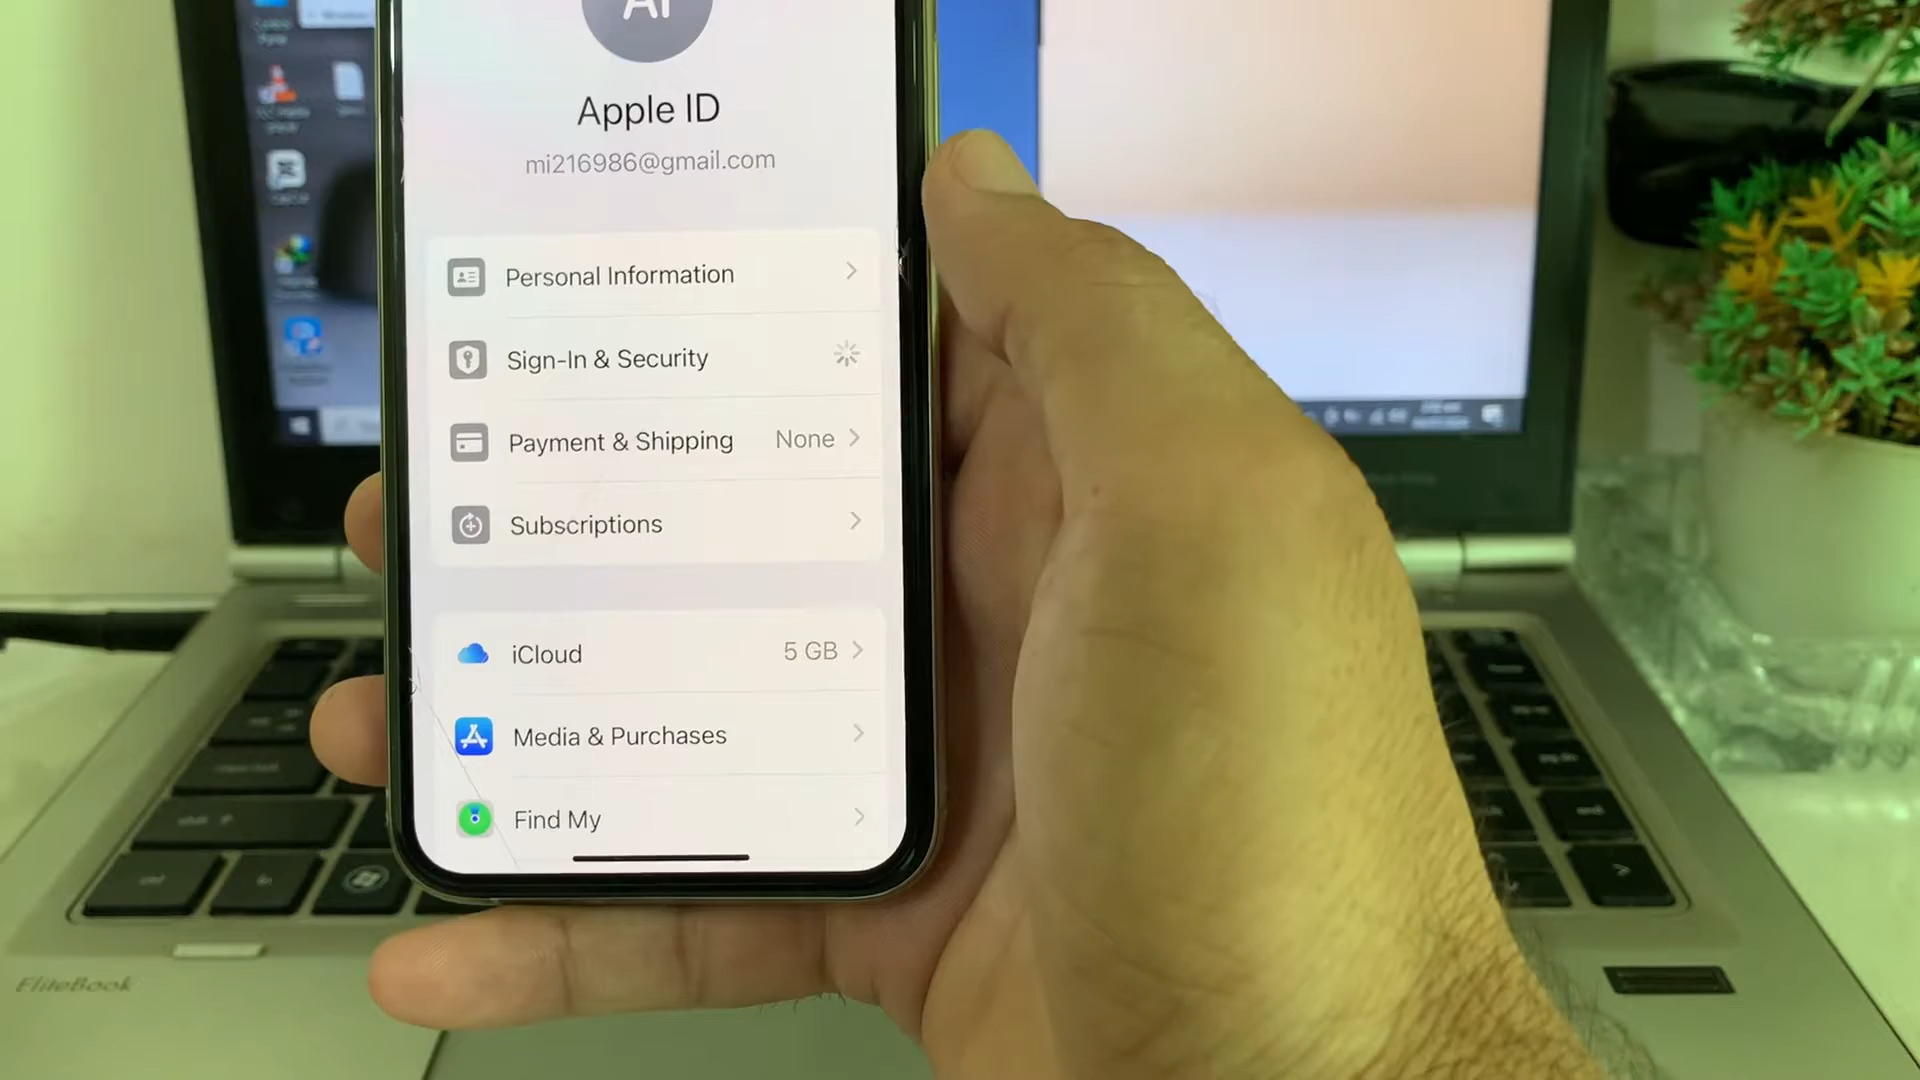 AI
Apple ID
mi216986@gmail.com
Personal Information
Sign-In & Security
Payment & Shipping None
Subscriptions
iCloud 5 GB
Media & Purchases
Find My
EliteBook